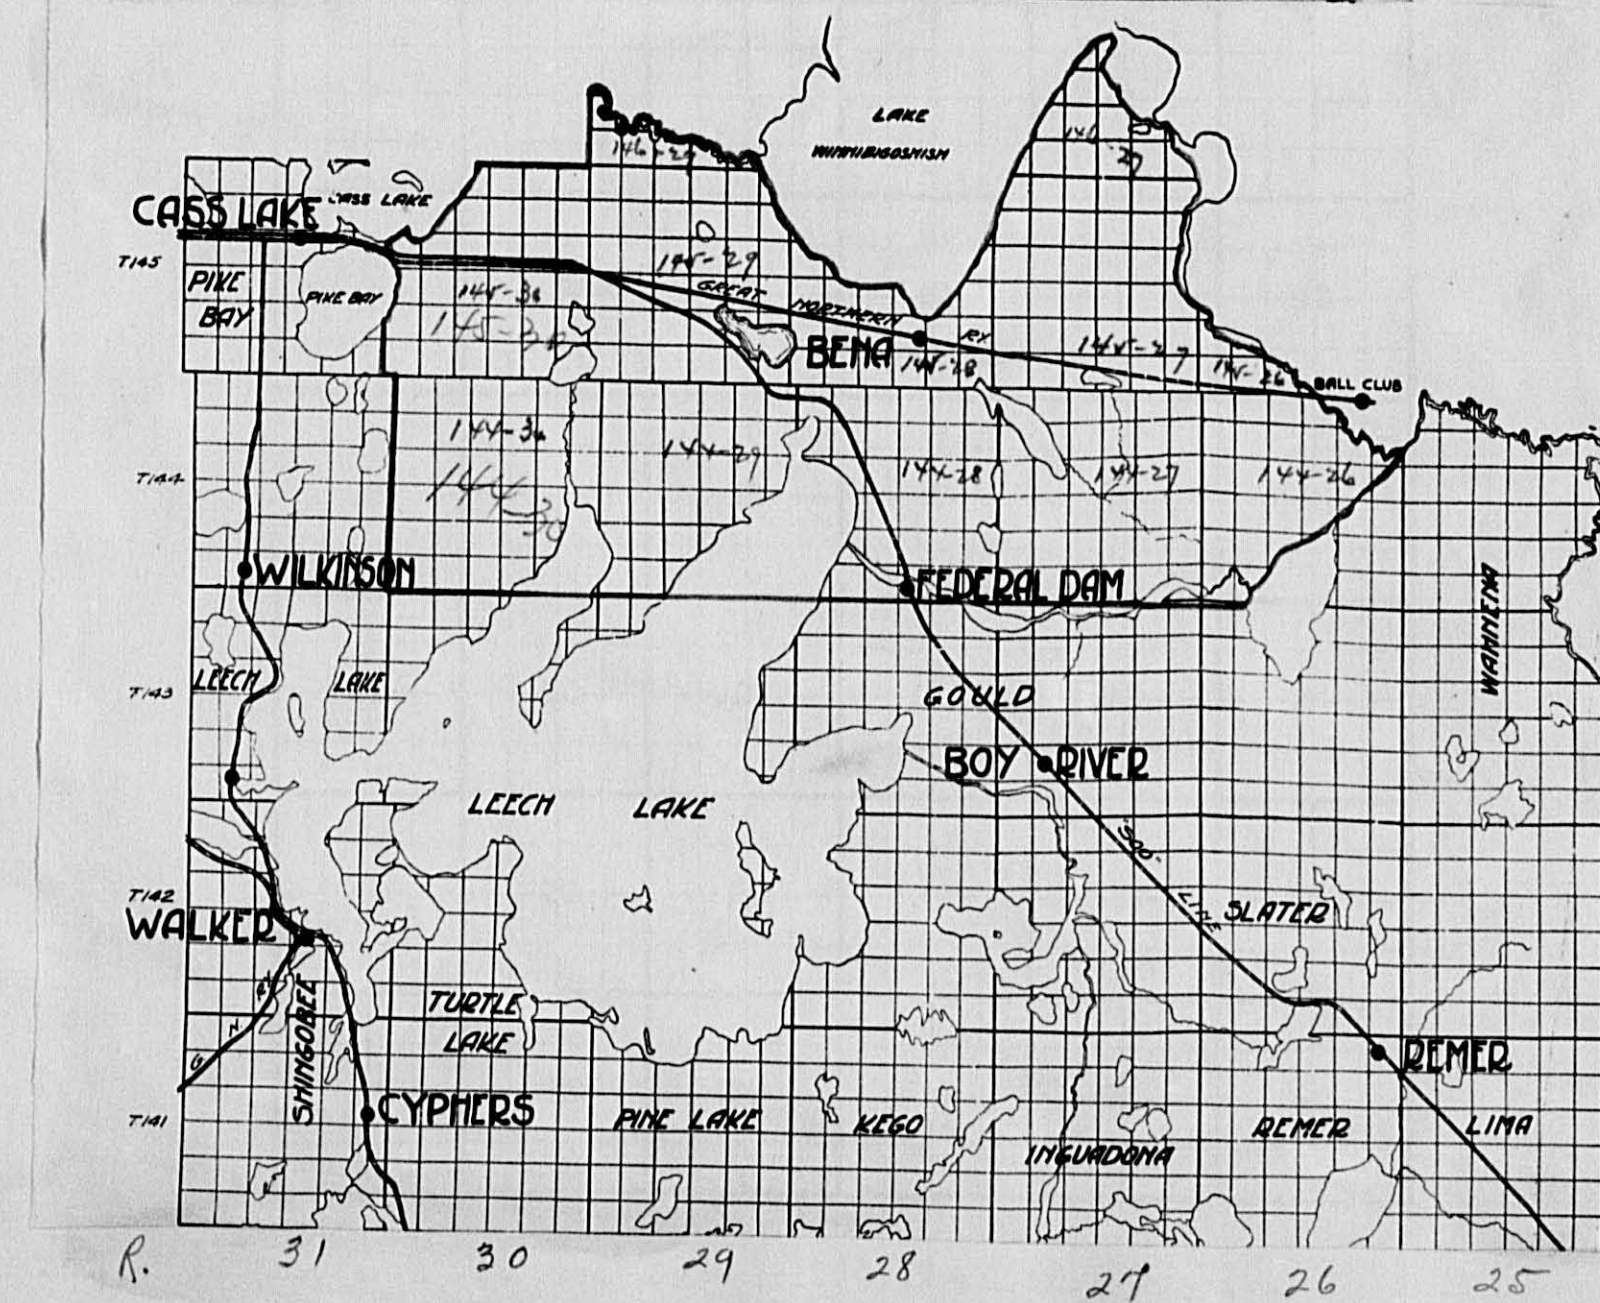 LAKE
WINNIBIGOSHISH
146-29
146-27
CASS LAKE
CASS LAKE
T145
PIKE BAY
PIKE BAY
145-30
145-30
145-29
GREAT NORTHERN RY
BENA
145-28
145-27
145-26
BALL CLUB
144-30
144-30
144-29
144-28
144-27
144-26
T144
WILKINSON
FEDERAL DAM
WAHNENA
LEECH LAKE
T143
GOULD
BOY RIVER
LEECH LAKE
"SOO" LINE
SLATER
T142
WALKER
G N RY
SHINGOBEE
TURTLE
LAKE
REMER
T141
CYPHERS
PINE LAKE
KEGO
INGUADONA
REMER
LIMA
R. 31 30 29 28 27 26 25